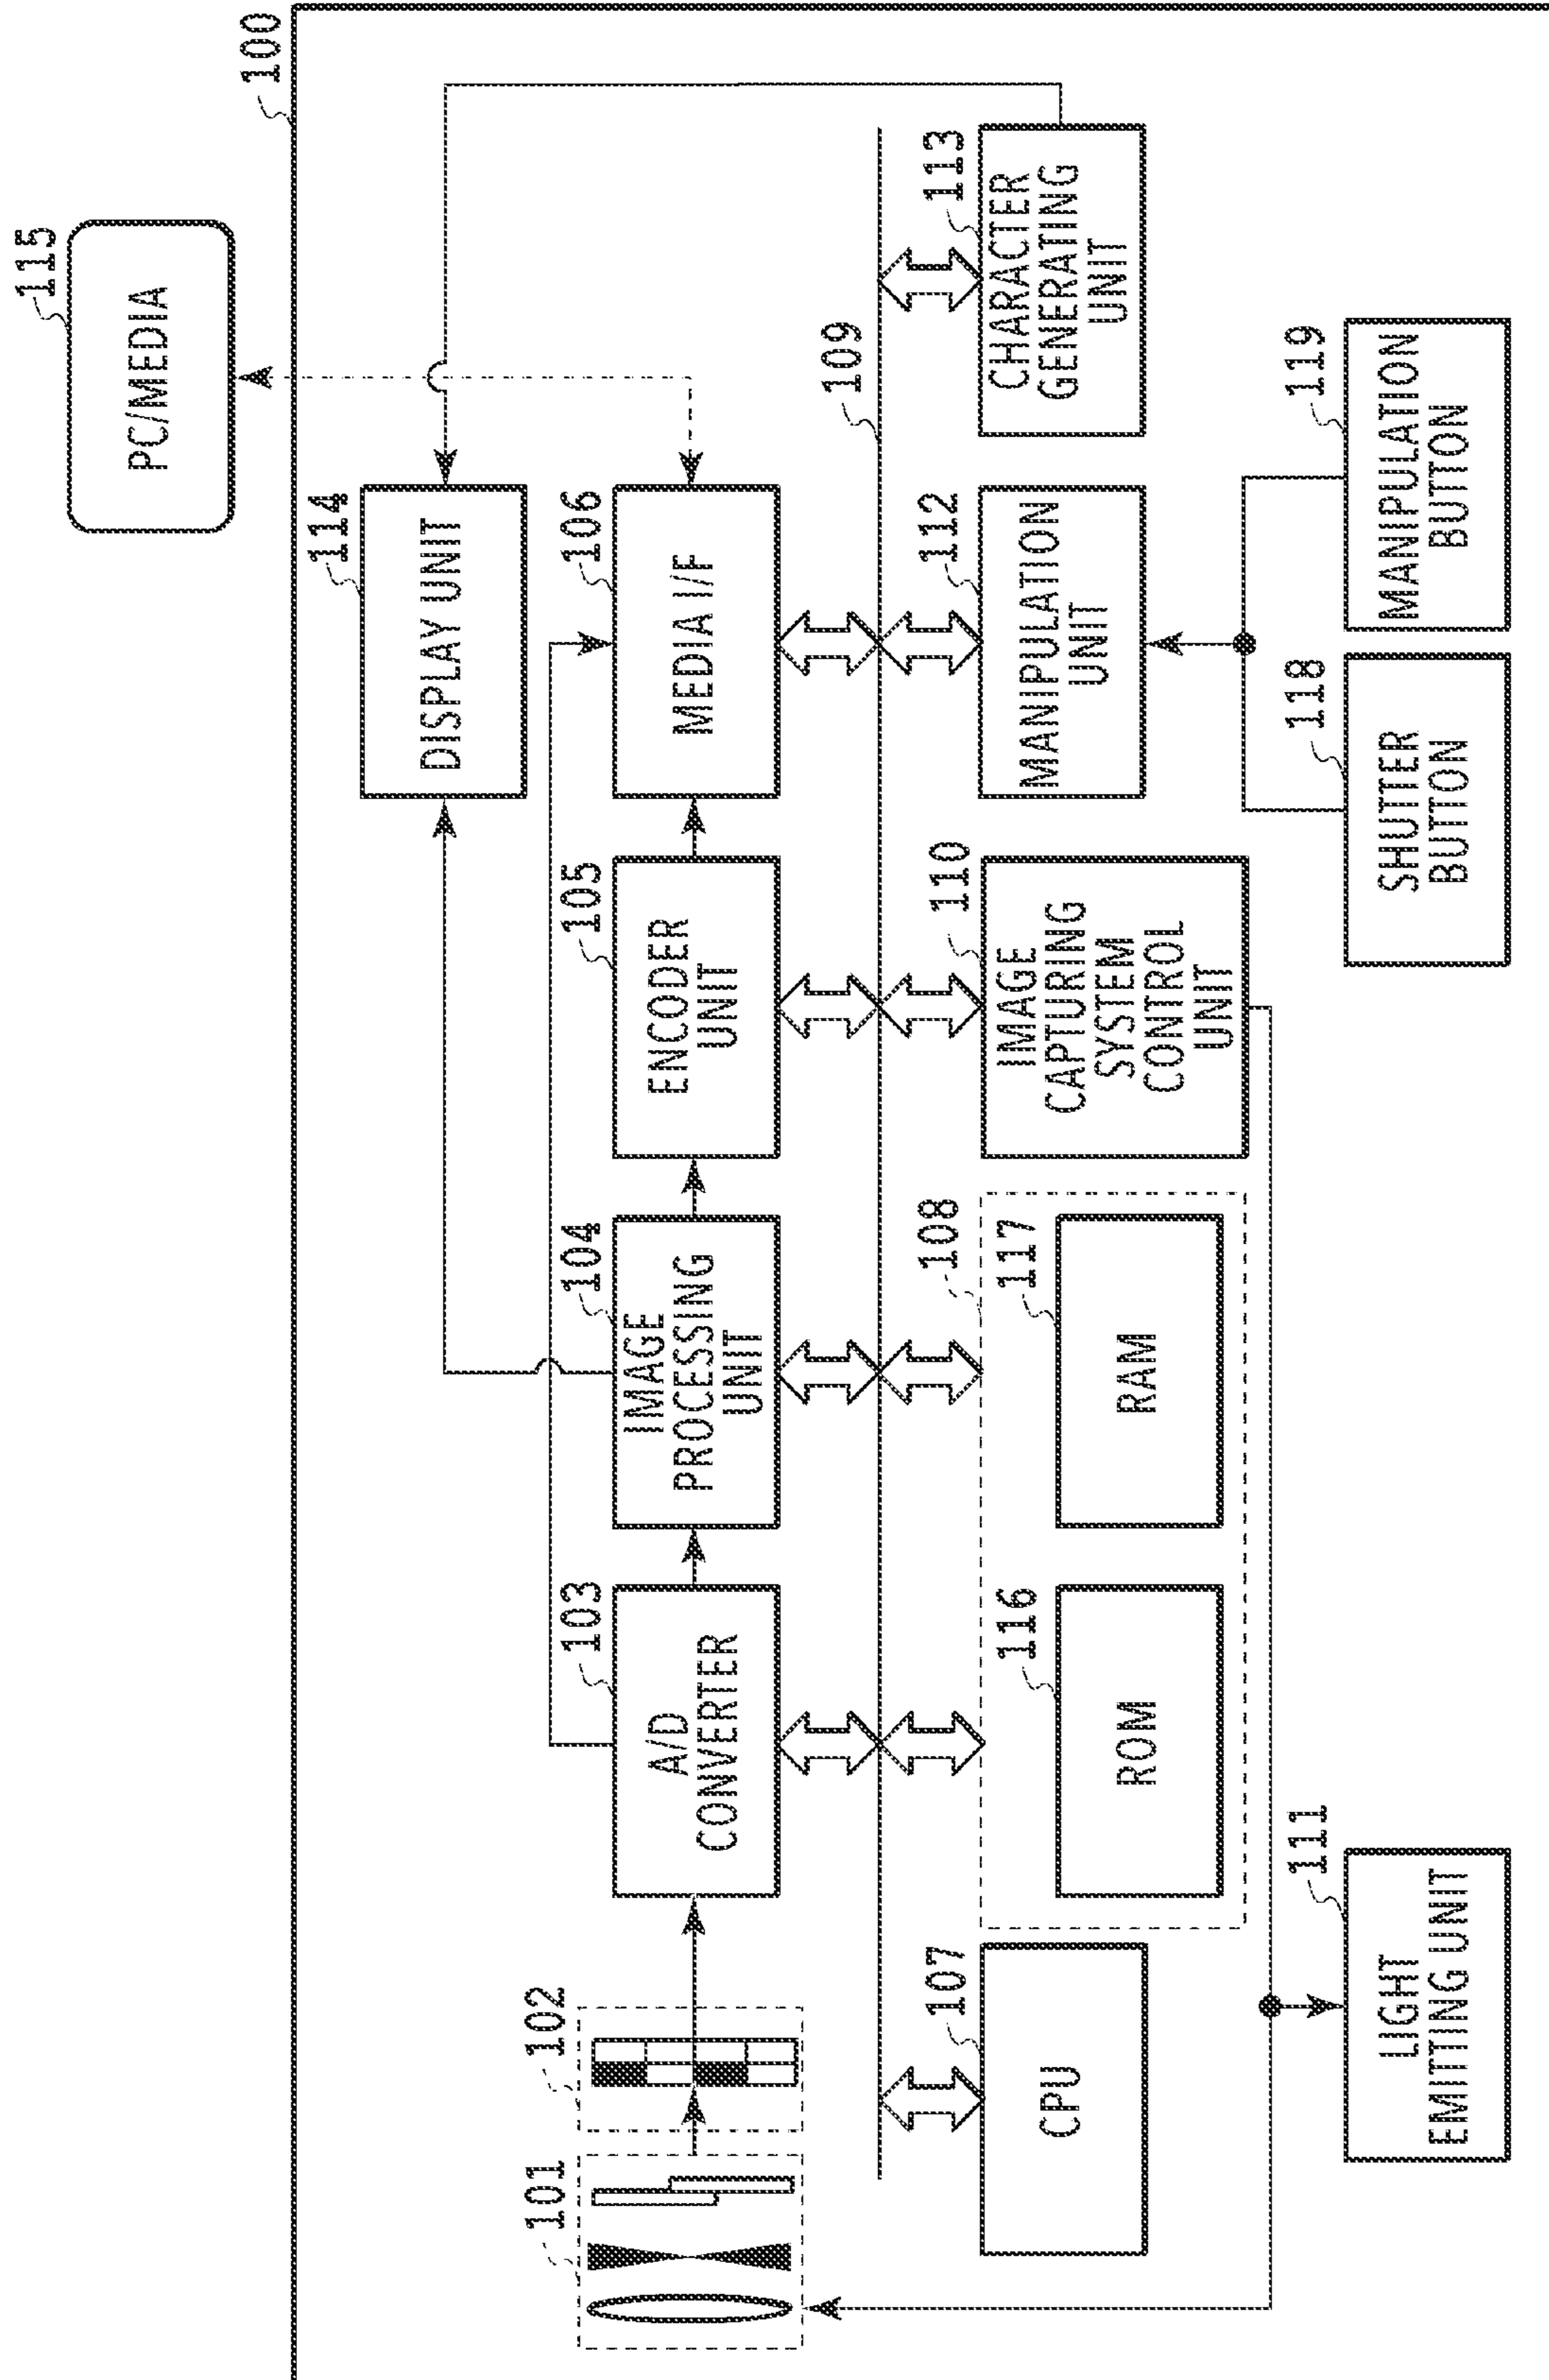 115
PC/MEDIA
100
114
DISPLAY UNIT
101
102
103
A/D
CONVERTER
104
IMAGE
PROCESSING
UNIT
105
ENCODER
UNIT
106
MEDIA I/F
109
107
CPU
108
116
ROM
117
RAM
110
IMAGE
CAPTURING
SYSTEM
CONTROL
UNIT
112
MANIPULATION
UNIT
113
CHARACTER
GENERATING
UNIT
111
LIGHT
EMITTING UNIT
118
SHUTTER
BUTTON
119
MANIPULATION
BUTTON